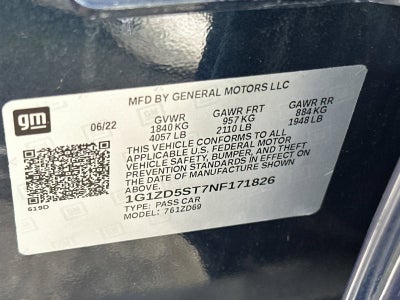 MFD BY GENERAL MOTORS LLC
gm
06/22 GVWR GAWR FRT GAWR RR
1840 KG 957 KG 884 KG
4057 LB 2110 LB 1948 LB
THIS VEHICLE CONFORMS TO ALL
APPLICABLE U.S. FEDERAL MOTOR
VEHICLE SAFETY, BUMPER, AND THEFT
PREVENTION STANDARDS IN EFFECT ON
THE DATE OF MANUFACTURE SHOWN
ABOVE.
1G1ZD5ST7NF171826
TYPE: PASS CAR
MODEL: 761ZD69
619D